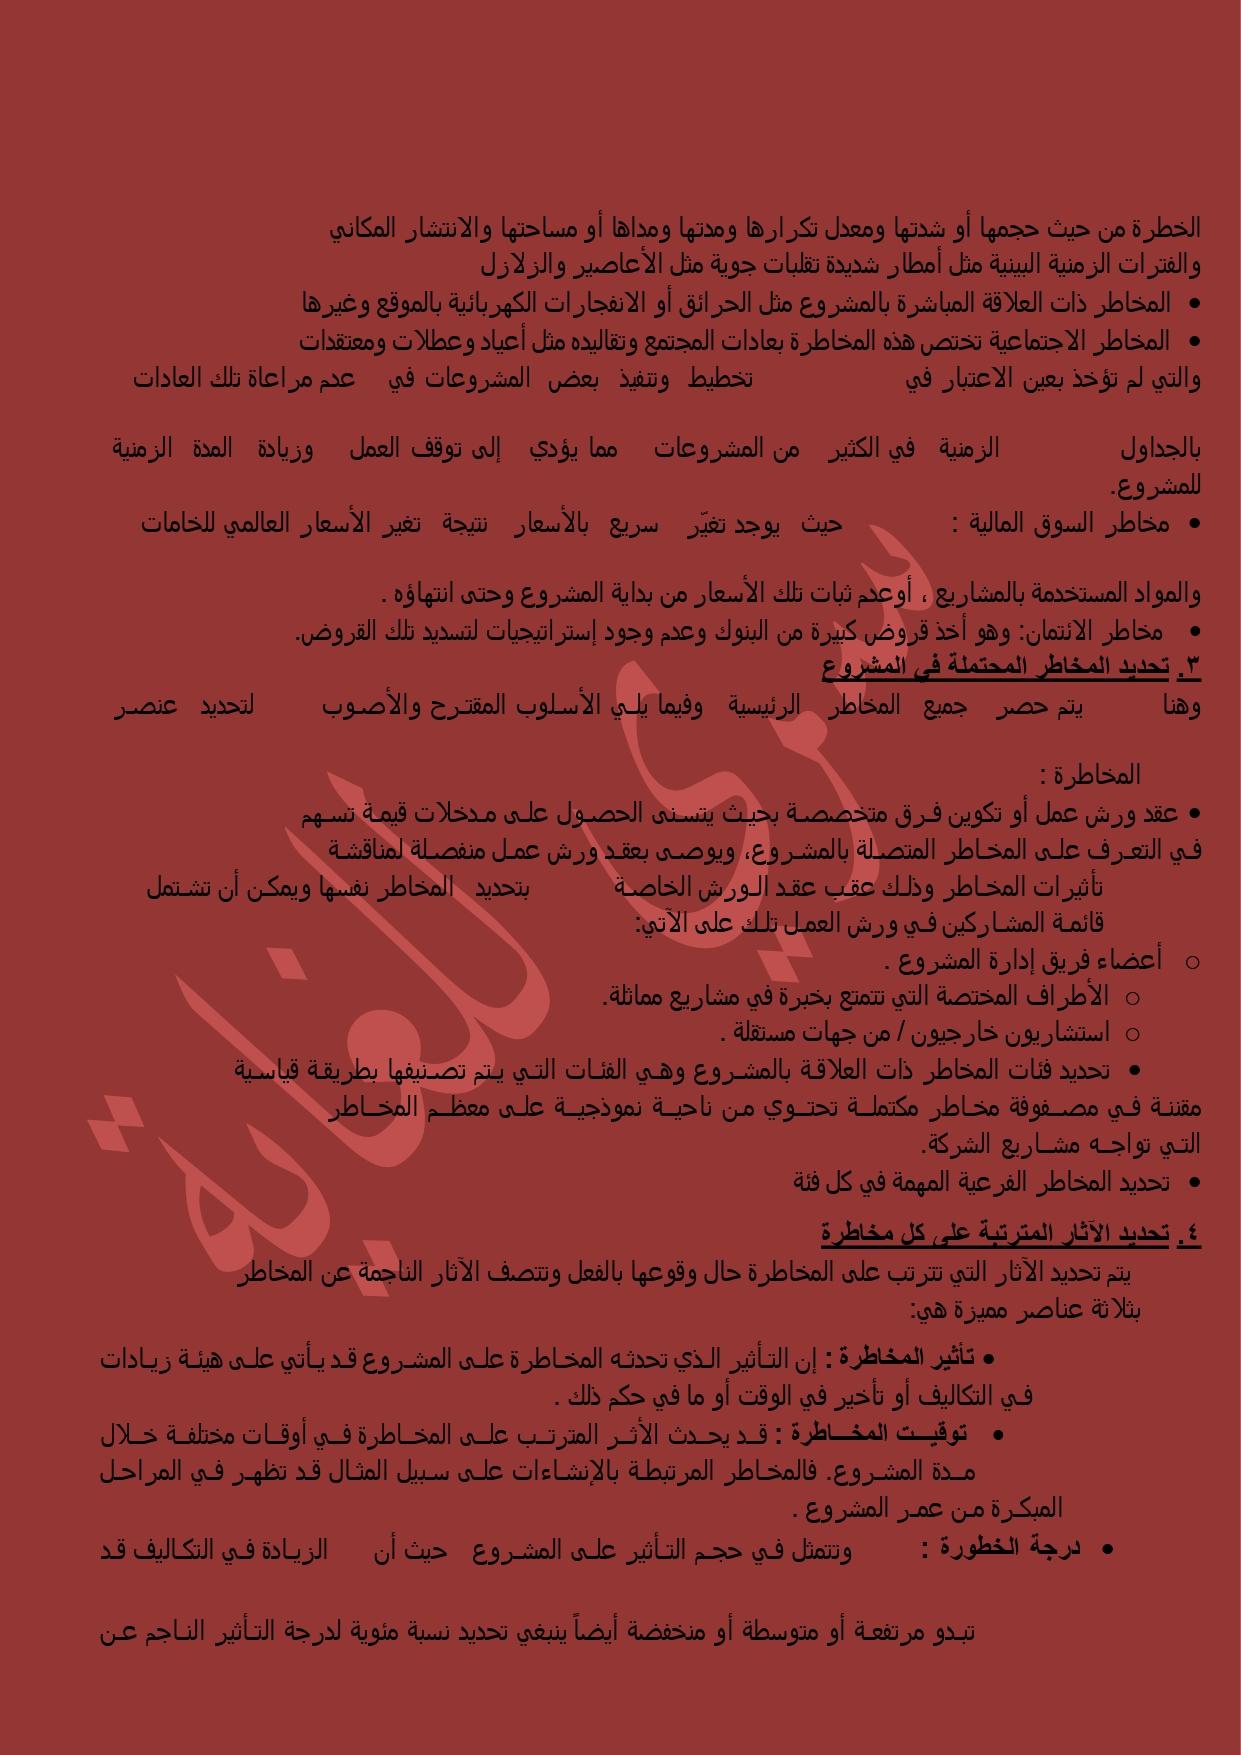 الخطرة من حيث حجمها أو شدتها ومعدل تكرارها ومدتها ومداها أو مساحتها والانتشار المكاني
والفترات الزمنية البينية مثل أمطار شديدة تقلبات جوية مثل الأعاصير والزلازل
• المخاطر ذات العلاقة المباشرة بالمشروع مثل الحرائق أو الانفجارات الكهربائية بالموقع وغيرها
• المخاطر الاجتماعية تختص هذه المخاطرة بعادات المجتمع وتقاليده مثل أعياد وعطلات ومعتقدات
والتي لم تؤخذ بعين الاعتبار في تخطيط وتنفيذ بعض المشروعات في عدم مراعاة تلك العادات
بالجداول الزمنية في الكثير من المشروعات مما يؤدي إلى توقف العمل وزيادة المدة الزمنية
للمشروع.
• مخاطر السوق المالية : حيث يوجد تغيّر سريع بالأسعار نتيجة تغير الأسعار العالمي للخامات
والمواد المستخدمة بالمشاريع ، أوعدم ثبات تلك الأسعار من بداية المشروع وحتى انتهاؤه .
• مخاطر الائتمان: وهو أخذ قروض كبيرة من البنوك وعدم وجود إستراتيجيات لتسديد تلك القروض.
٣. تحديد المخاطر المحتملة في المشروع
وهنا يتم حصر جميع المخاطر الرئيسية وفيما يلي الأسلوب المقترح والأصوب لتحديد عنصر
المخاطرة :
• عقد ورش عمل أو تكوين فرق متخصصة بحيث يتسنى الحصول على مدخلات قيمة تسهم
في التعرف على المخاطر المتصلة بالمشروع، ويوصى بعقد ورش عمل منفصلة لمناقشة
تأثيرات المخاطر وذلك عقب عقد الورش الخاصة بتحديد المخاطر نفسها ويمكن أن تشتمل
قائمة المشاركين في ورش العمل تلك على الآتي:
○ أعضاء فريق إدارة المشروع .
○ الأطراف المختصة التي تتمتع بخبرة في مشاريع مماثلة.
○ استشاريون خارجيون / من جهات مستقلة .
• تحديد فئات المخاطر ذات العلاقة بالمشروع وهي الفئات التي يتم تصنيفها بطريقة قياسية
مقننة في مصفوفة مخاطر مكتملة تحتوي من ناحية نموذجية على معظم المخاطر
التي تواجه مشاريع الشركة.
• تحديد المخاطر الفرعية المهمة في كل فئة
٤. تحديد الآثار المترتبة على كل مخاطرة
يتم تحديد الآثار التي تترتب على المخاطرة حال وقوعها بالفعل وتتصف الآثار الناجمة عن المخاطر
بثلاثة عناصر مميزة هي:
• تأثير المخاطرة : إن التأثير الذي تحدثه المخاطرة على المشروع قد يأتي على هيئة زيادات
في التكاليف أو تأخير في الوقت أو ما في حكم ذلك .
• توقيت المخاطرة : قد يحدث الأثر المترتب على المخاطرة في أوقات مختلفة خلال
مدة المشروع. فالمخاطر المرتبطة بالإنشاءات على سبيل المثال قد تظهر في المراحل
المبكرة من عمر المشروع .
• درجة الخطورة : وتتمثل في حجم التأثير على المشروع حيث أن الزيادة في التكاليف قد
تبدو مرتفعة أو متوسطة أو منخفضة أيضاً ينبغي تحديد نسبة مئوية لدرجة التأثير الناجم عن
سري للغاية